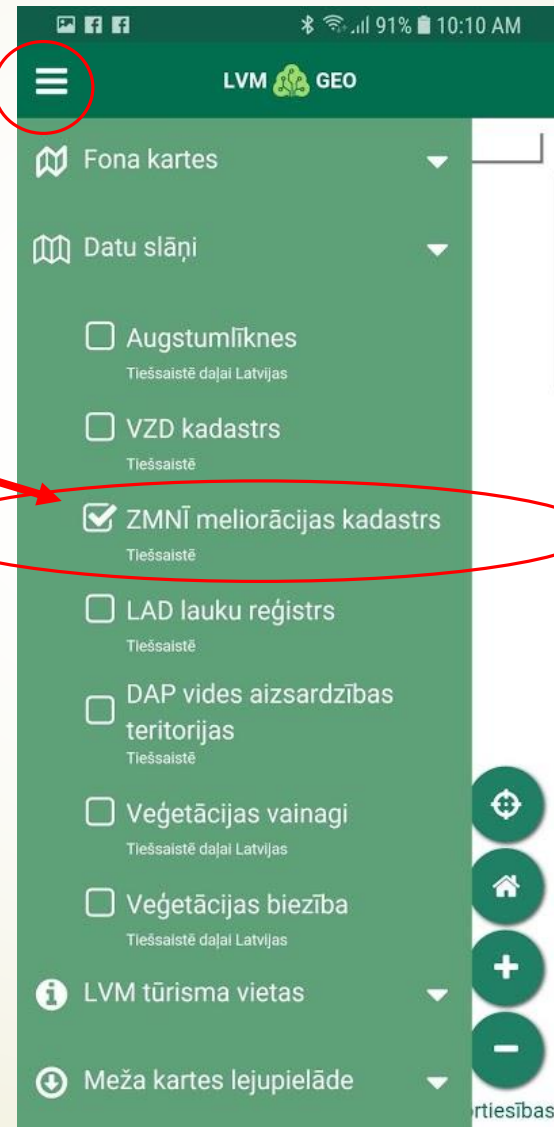 91% 10:10 AM
LVM GEO
Fona kartes
Datu slāņi
Augstumlīknes
Tiešsaistē daļai Latvijas
VZD kadastrs
Tiešsaistē
ZMNĪ meliorācijas kadastrs
Tiešsaistē
LAD lauku reģistrs
Tiešsaistē
DAP vides aizsardzības
teritorijas
Tiešsaistē
Veģetācijas vainagi
Tiešsaistē daļai Latvijas
Veģetācijas biezība
Tiešsaistē daļai Latvijas
LVM tūrisma vietas
Meža kartes lejupielāde
rtiesības